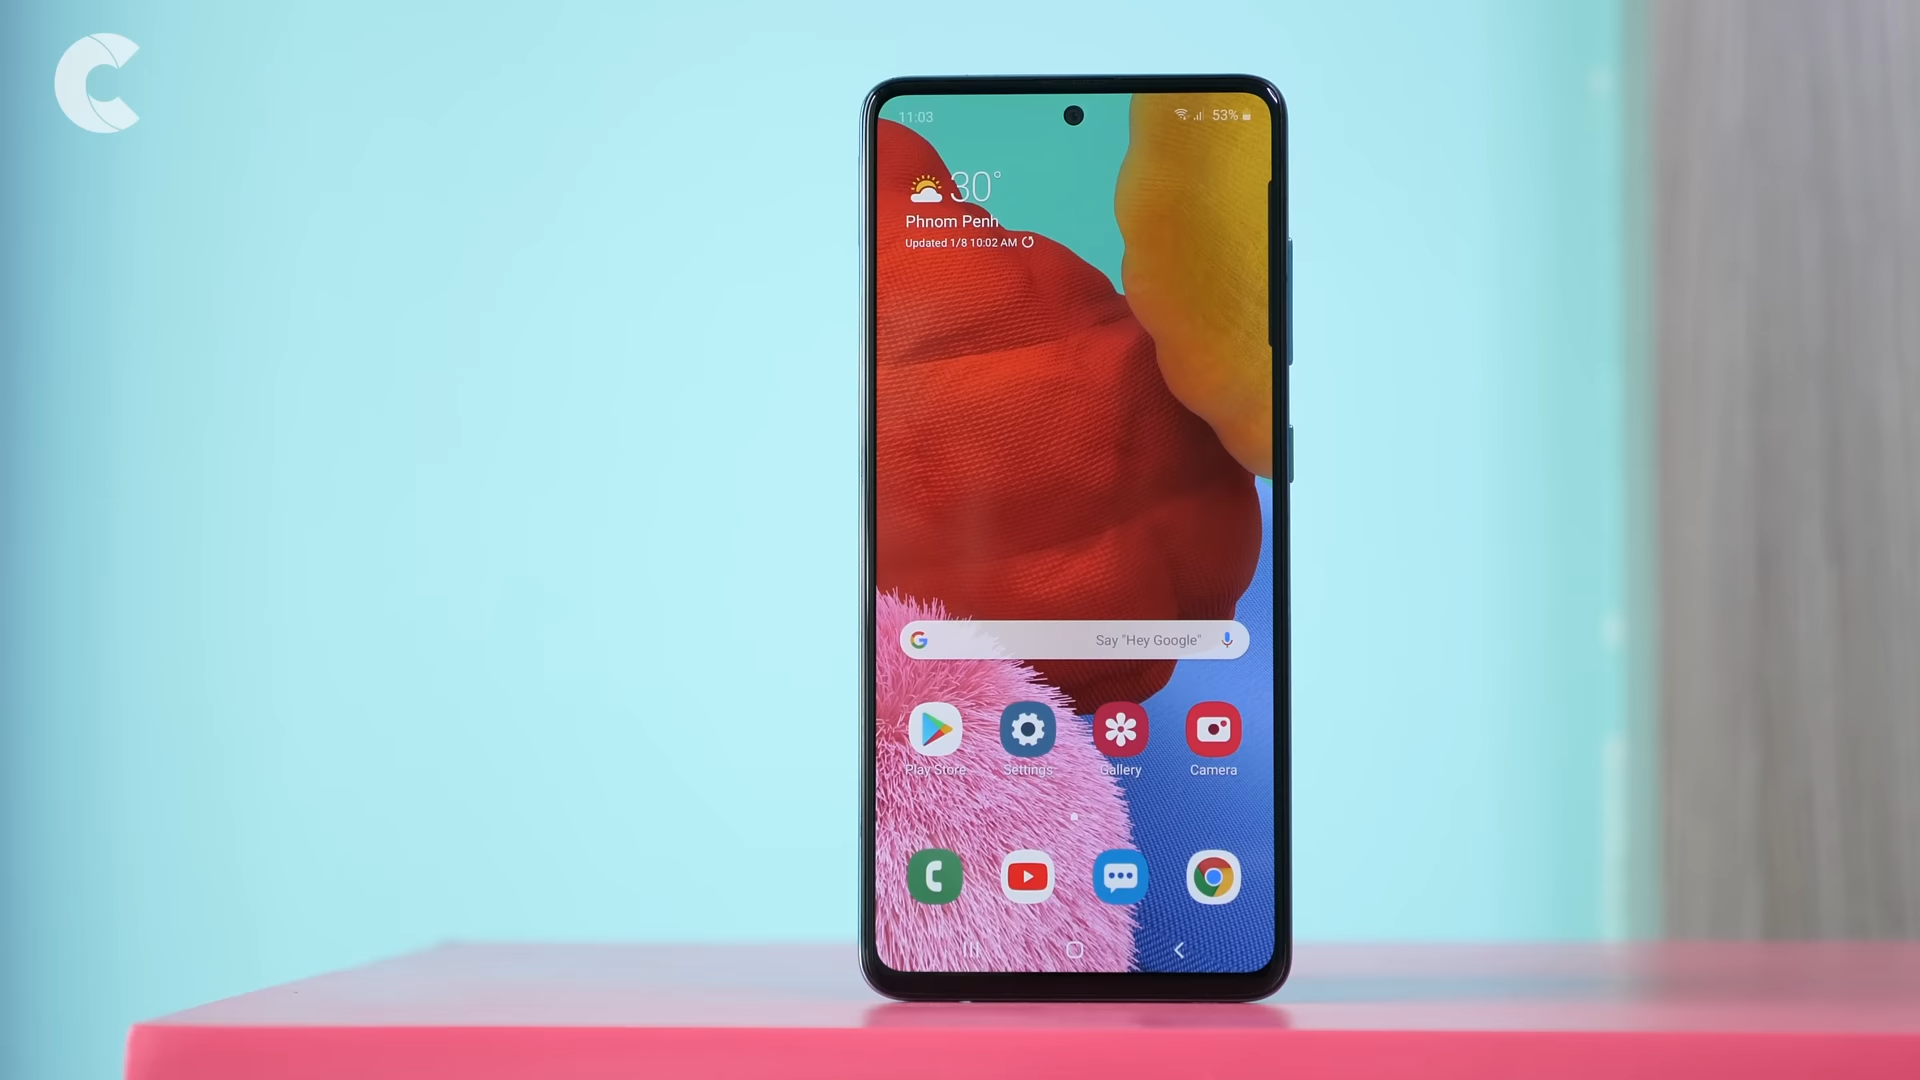 11:03
53%
30°
Phnom Penh
Updated 1/8 10:02 AM
Say "Hey Google"
Play Store
Settings
Gallery
Camera